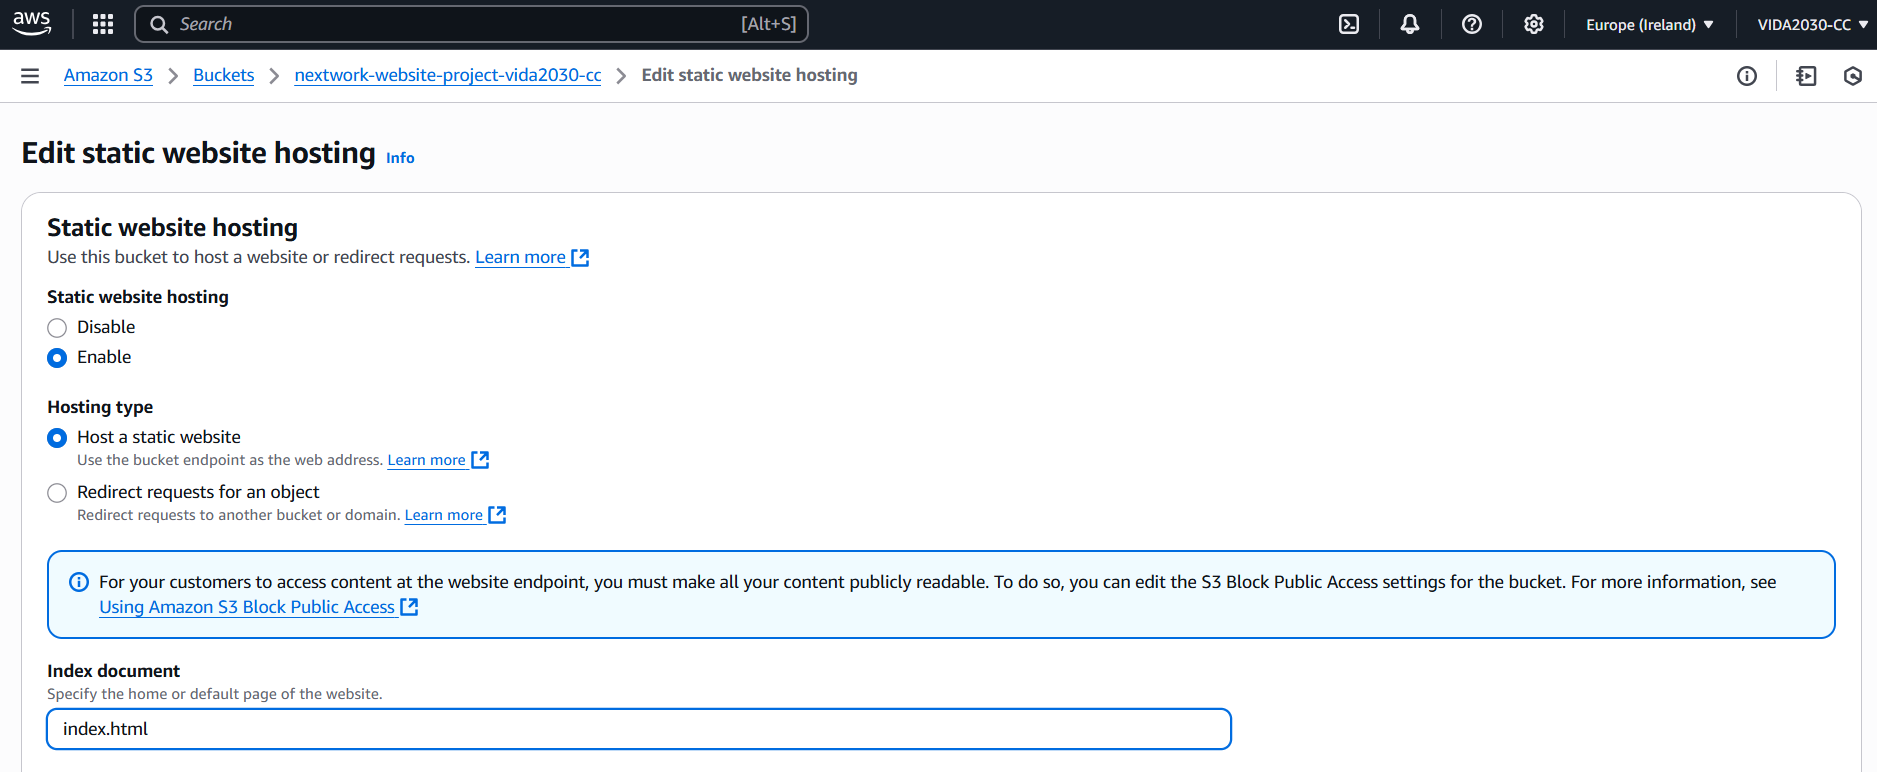 aws Search [Alt+S] Europe (Ireland) VIDA2030-CC
Amazon S3 Buckets nextwork-website-project-vida2030-cc Edit static website hosting
Edit static website hosting Info
Static website hosting
Use this bucket to host a website or redirect requests. Learn more
Static website hosting
Disable
Enable
Hosting type
Host a static website
Use the bucket endpoint as the web address. Learn more
Redirect requests for an object
Redirect requests to another bucket or domain. Learn more
For your customers to access content at the website endpoint, you must make all your content publicly readable. To do so, you can edit the S3 Block Public Access settings for the bucket. For more information, see
Using Amazon S3 Block Public Access
Index document
Specify the home or default page of the website.
index.html